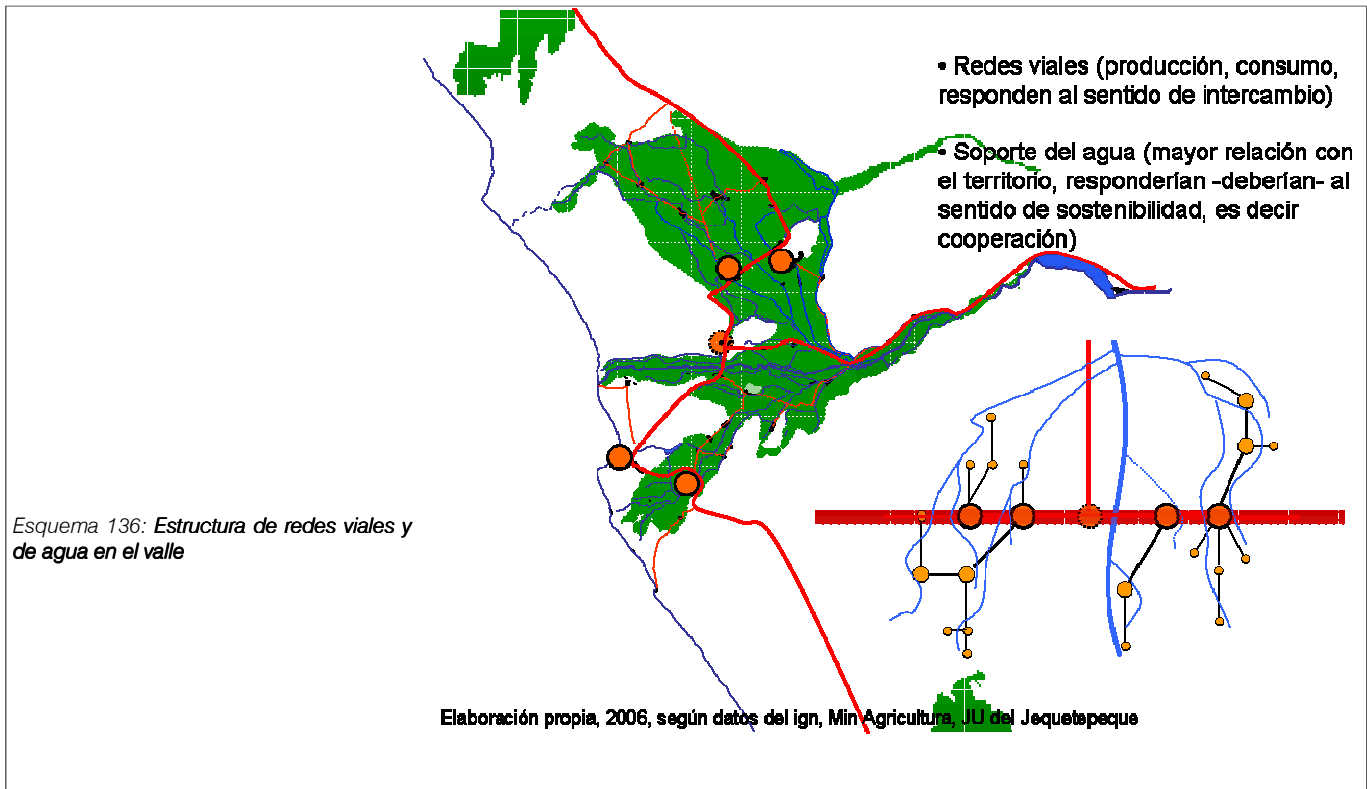 • Redes viales (producción, consumo,
responden al sentido de intercambio)
• Soporte del agua (mayor relación con
el territorio, responderían -deberían- al
sentido de sostenibilidad, es decir
cooperación)
Esquema 136: Estructura de redes viales y
de agua en el valle
Elaboración propia, 2006, según datos del ign, Min Agricultura, JU del Jequetepeque